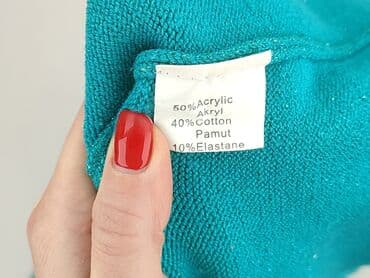 50%Acrylic
Akryl
40%Cotton
Pamut
10%Elastane